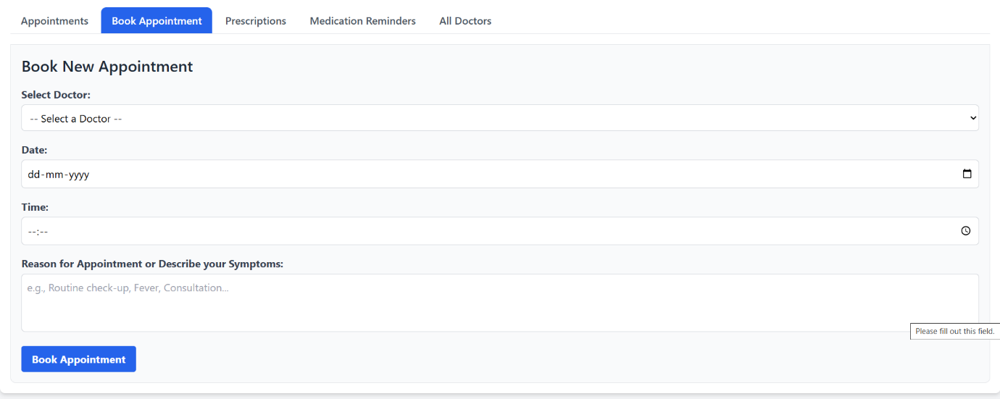 Appointments Book Appointment Prescriptions Medication Reminders All Doctors
Book New Appointment
Select Doctor:
-- Select a Doctor --
Date:
dd-mm-yyyy
Time:
--:--
Reason for Appointment or Describe your Symptoms:
e.g., Routine check-up, Fever, Consultation...
Please fill out this field.
Book Appointment